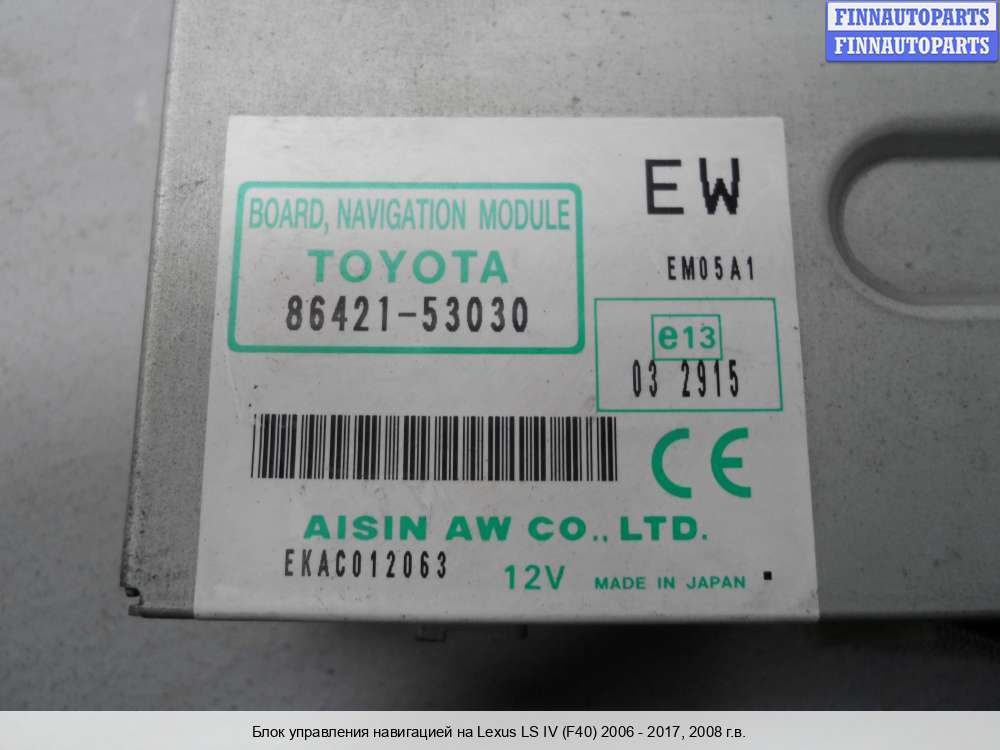 FINNAUTOPARTS
FINNAUTOPARTS
EW
BOARD, NAVIGATION MODULE
TOYOTA
86421-53030
EM05A1
e13
03 2915
CE
AISIN AW CO., LTD.
EKAC012063
12V
MADE IN JAPAN
Блок управления навигацией на Lexus LS IV (F40) 2006 - 2017, 2008 г.в.